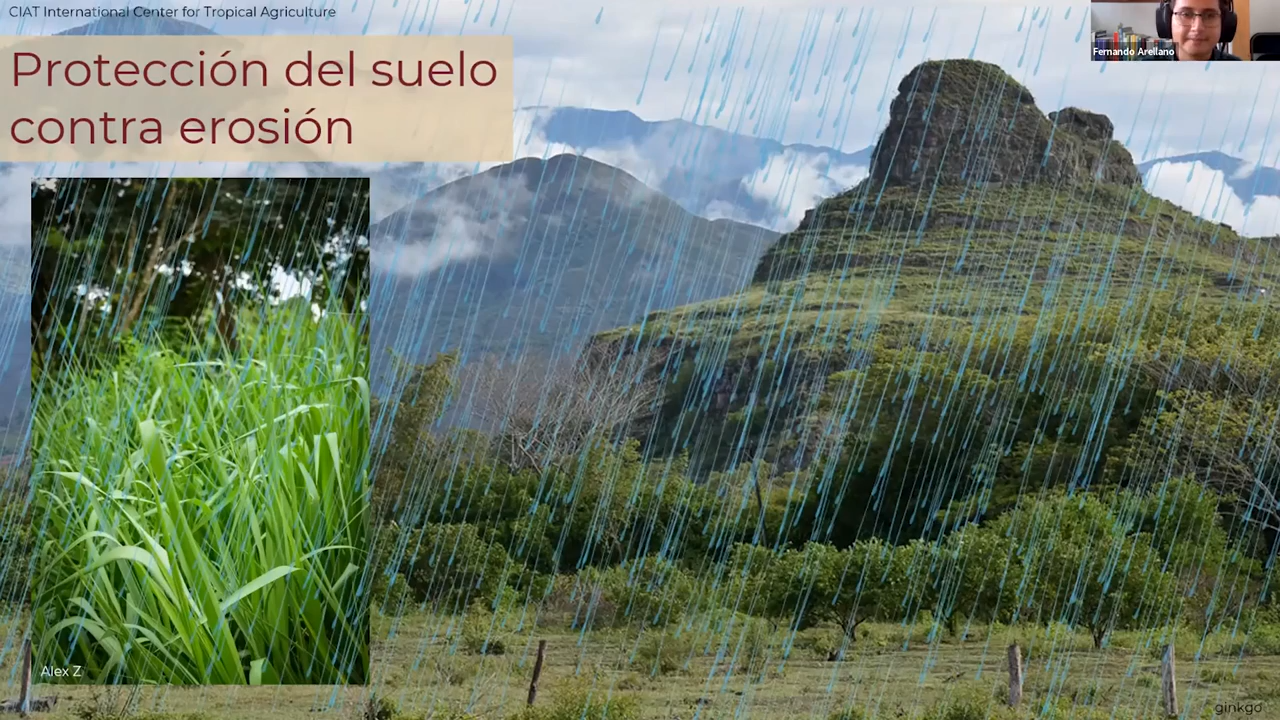 CIAT International Center for Tropical Agriculture
Fernando Arellano
Protección del suelo
contra erosión
Alex Z
ginkgo